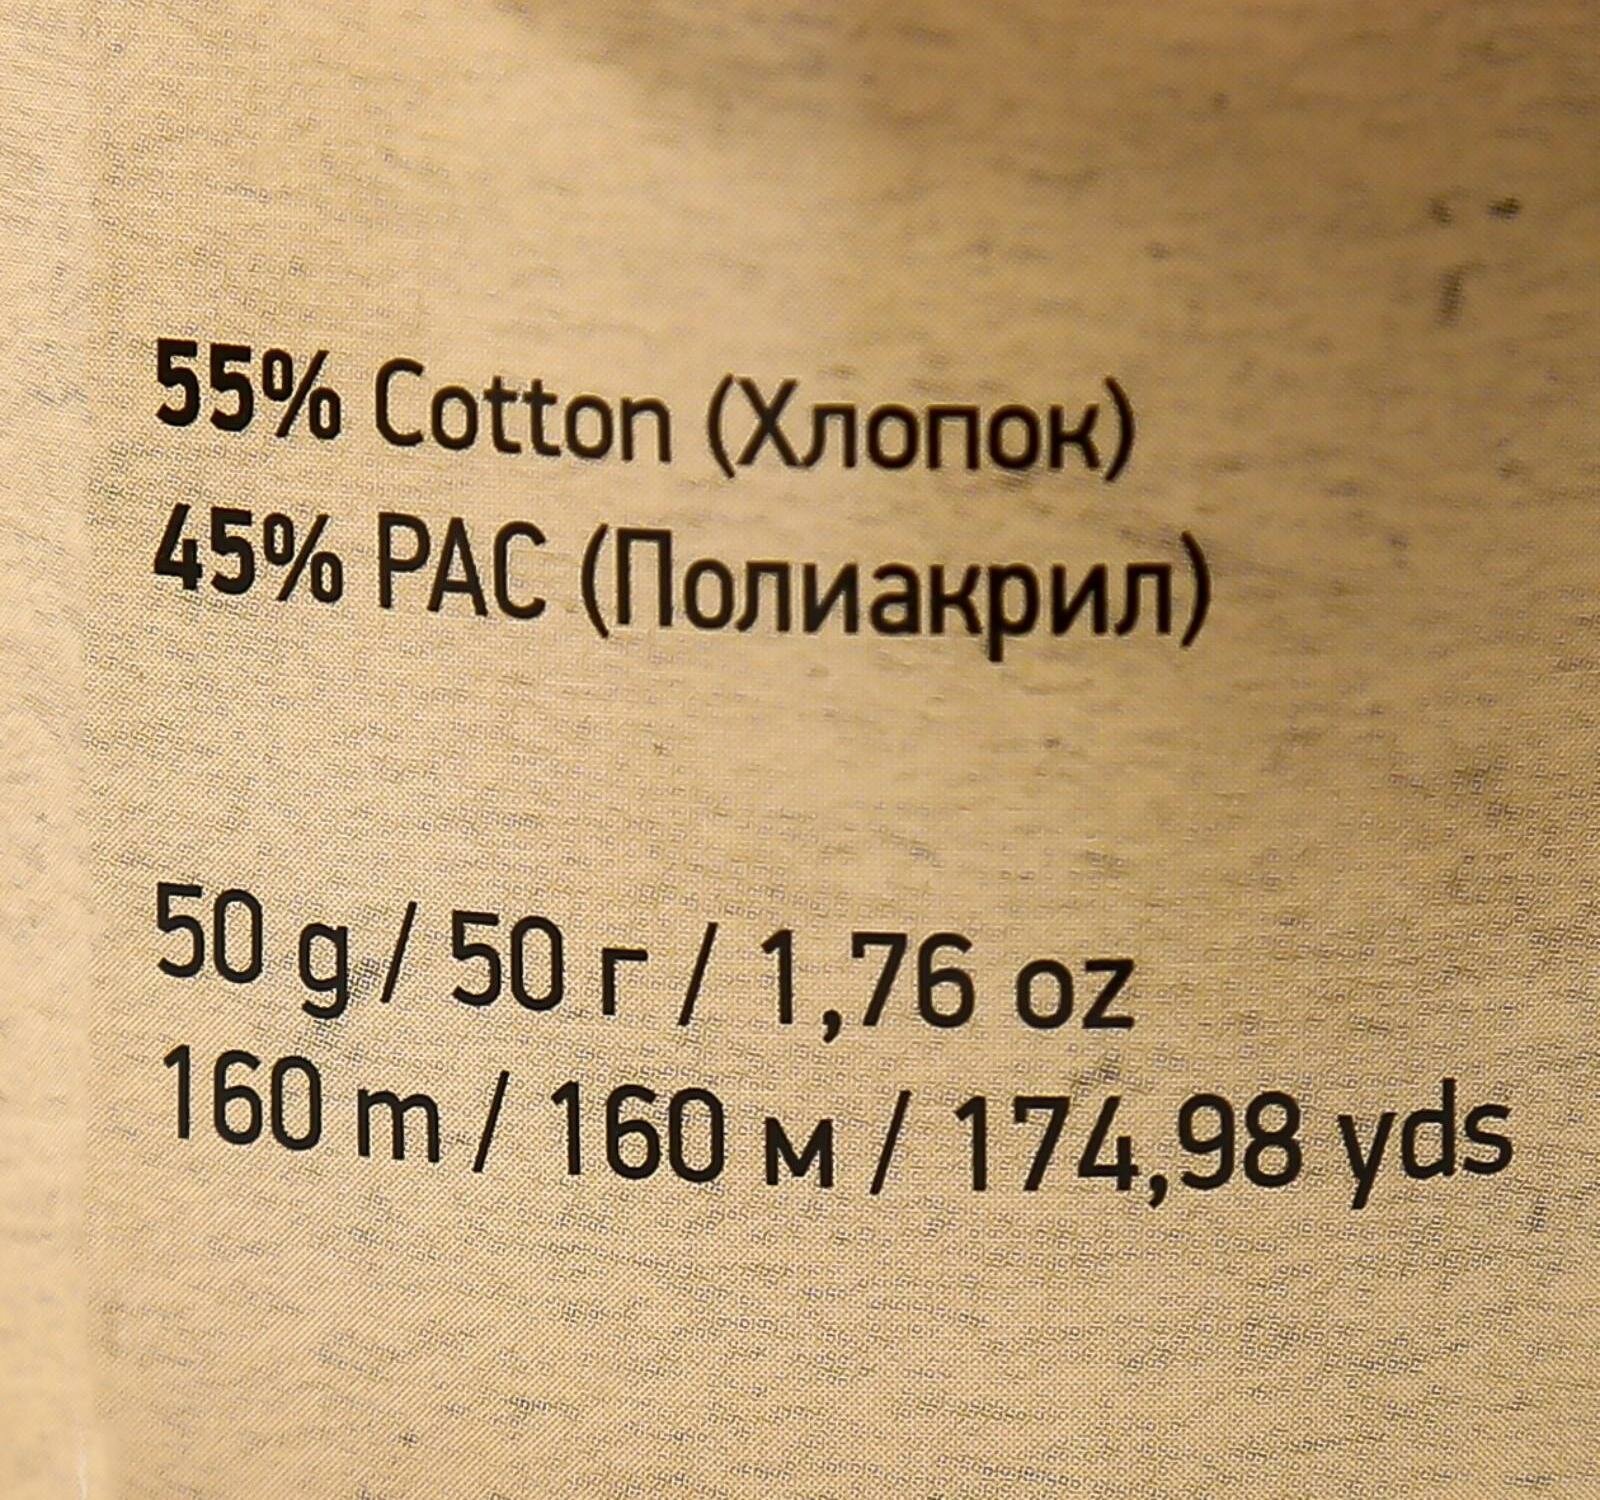 55% Cotton (Хлопок)
45% PAC (Полиакрил)
50 g / 50 г / 1,76 oz
160 m / 160 м / 174,98 yds